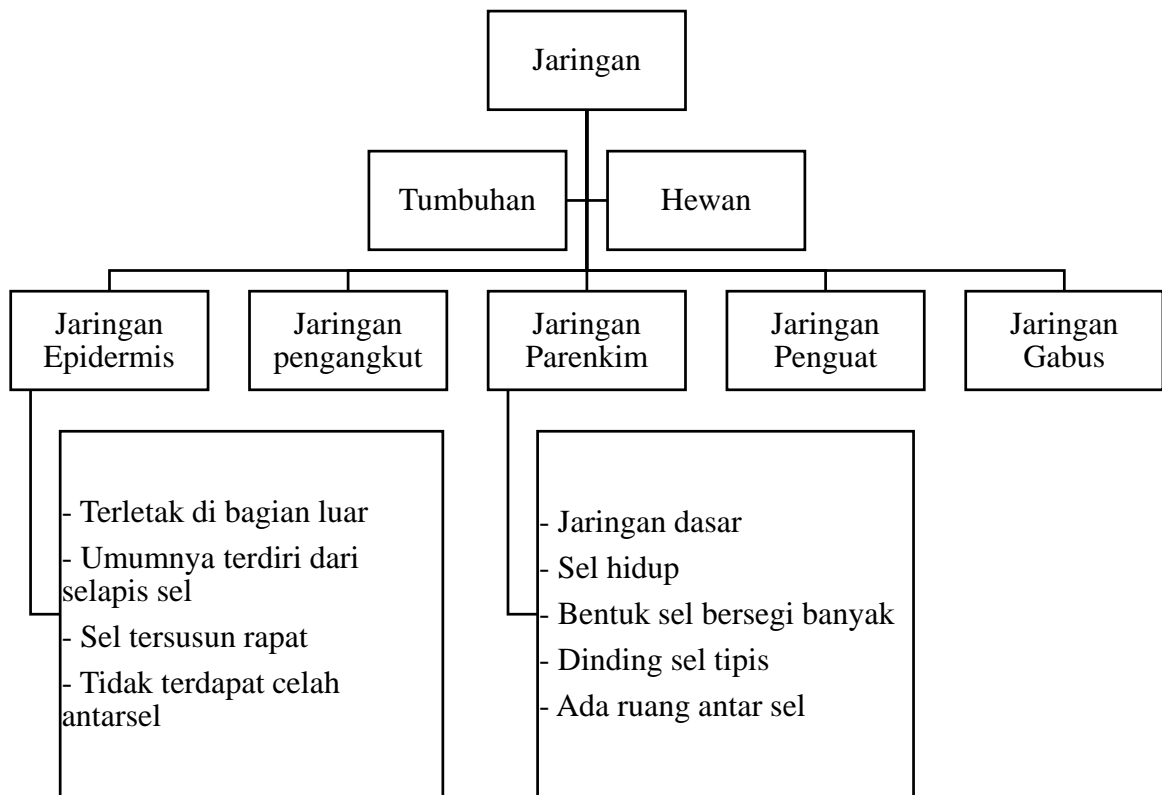 Jaringan
Tumbuhan
Hewan
Jaringan
Epidermis
Jaringan
pengangkut
Jaringan
Parenkim
Jaringan
Penguat
Jaringan
Gabus
- Terletak di bagian luar
- Umumnya terdiri dari
selapis sel
- Sel tersusun rapat
- Tidak terdapat celah
antarsel
- Jaringan dasar
- Sel hidup
- Bentuk sel bersegi banyak
- Dinding sel tipis
- Ada ruang antar sel